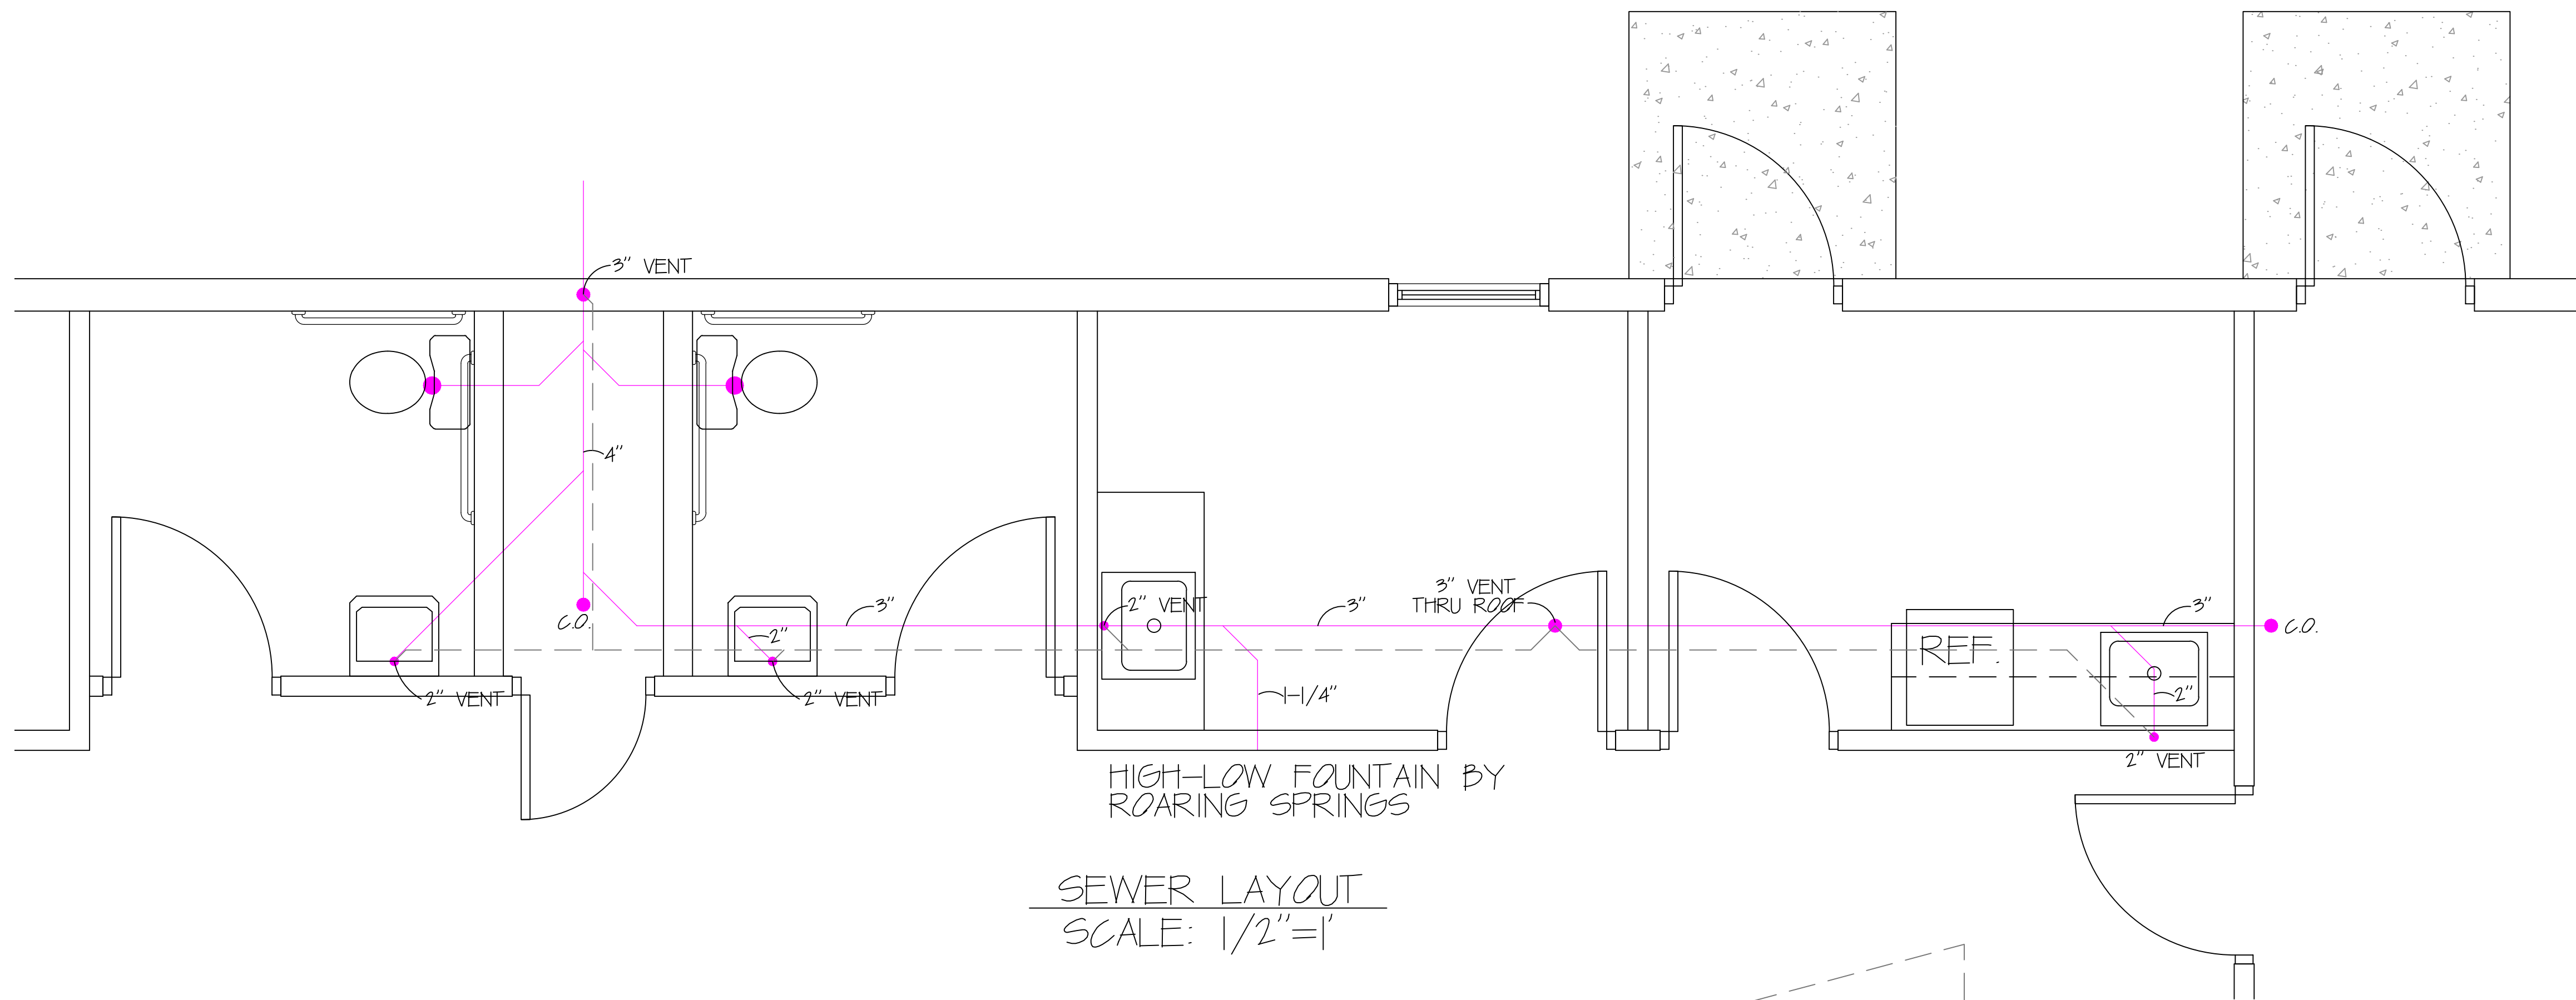 3" VENT
4"
C.O.
3"
2"
2" VENT
2" VENT
2" VENT
3"
3" VENT
THRU ROOF
1-1/4"
REF.
3"
C.O.
2"
2" VENT
HIGH-LOW FOUNTAIN BY
ROARING SPRINGS
SEWER LAYOUT
SCALE: 1/2"=1'